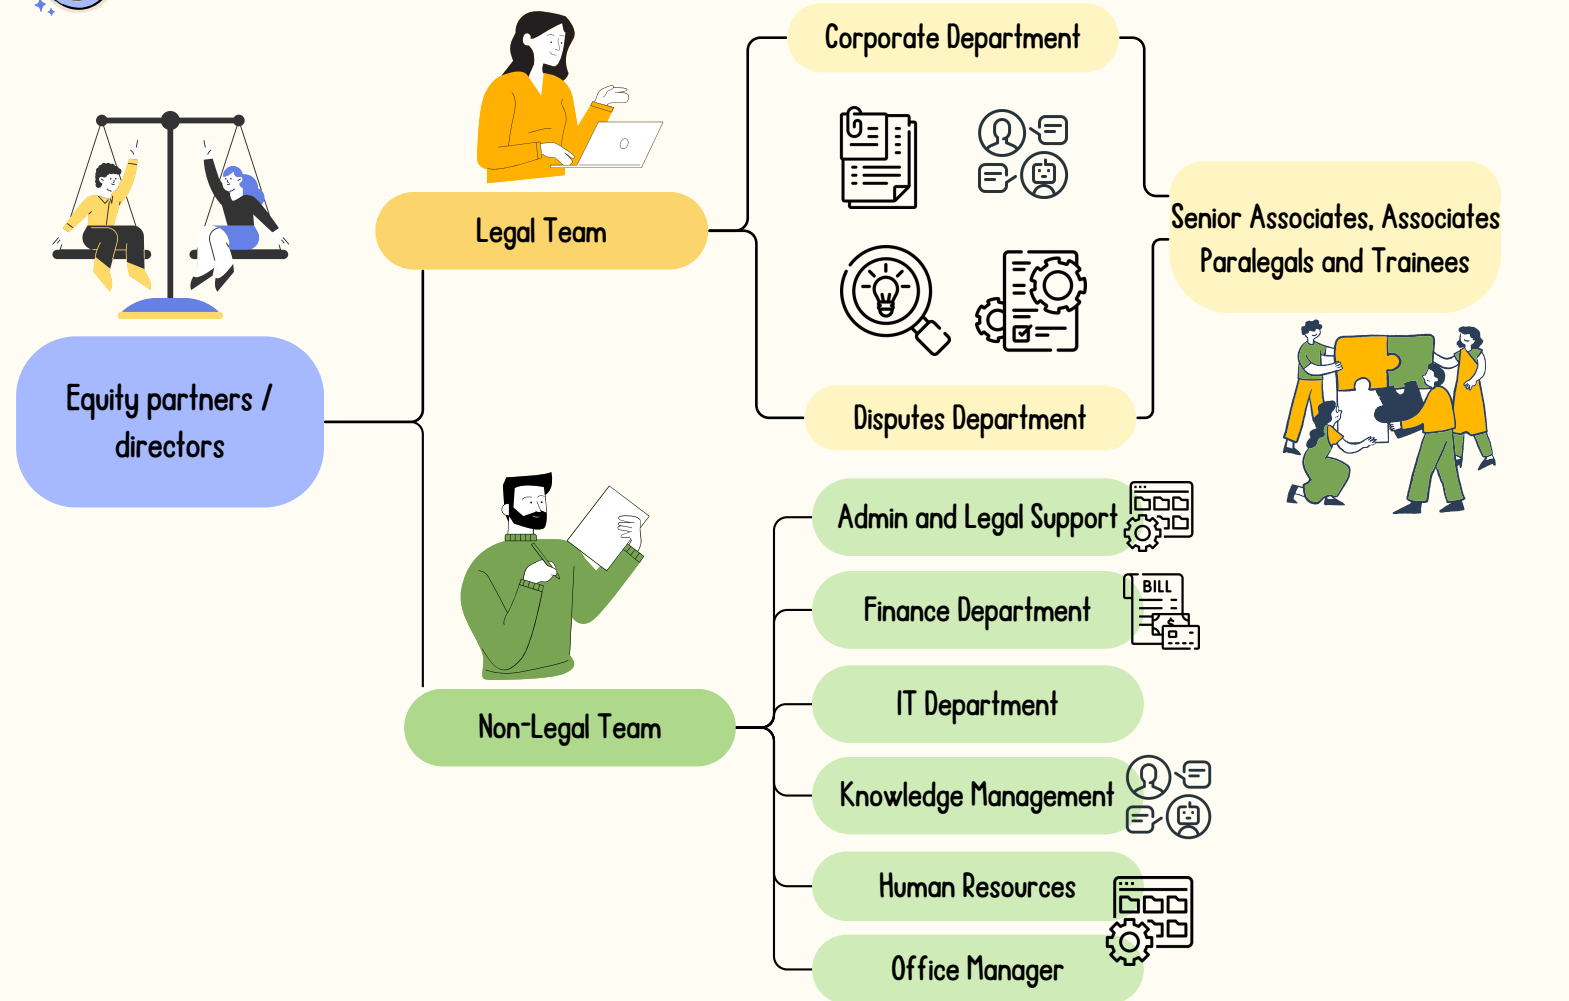 Corporate Department
Legal Team
Senior Associates, Associates
Paralegals and Trainees
Equity partners /
directors
Disputes Department
Admin and Legal Support
Finance Department
BILL
IT Department
Non-Legal Team
Knowledge Management
Human Resources
Office Manager